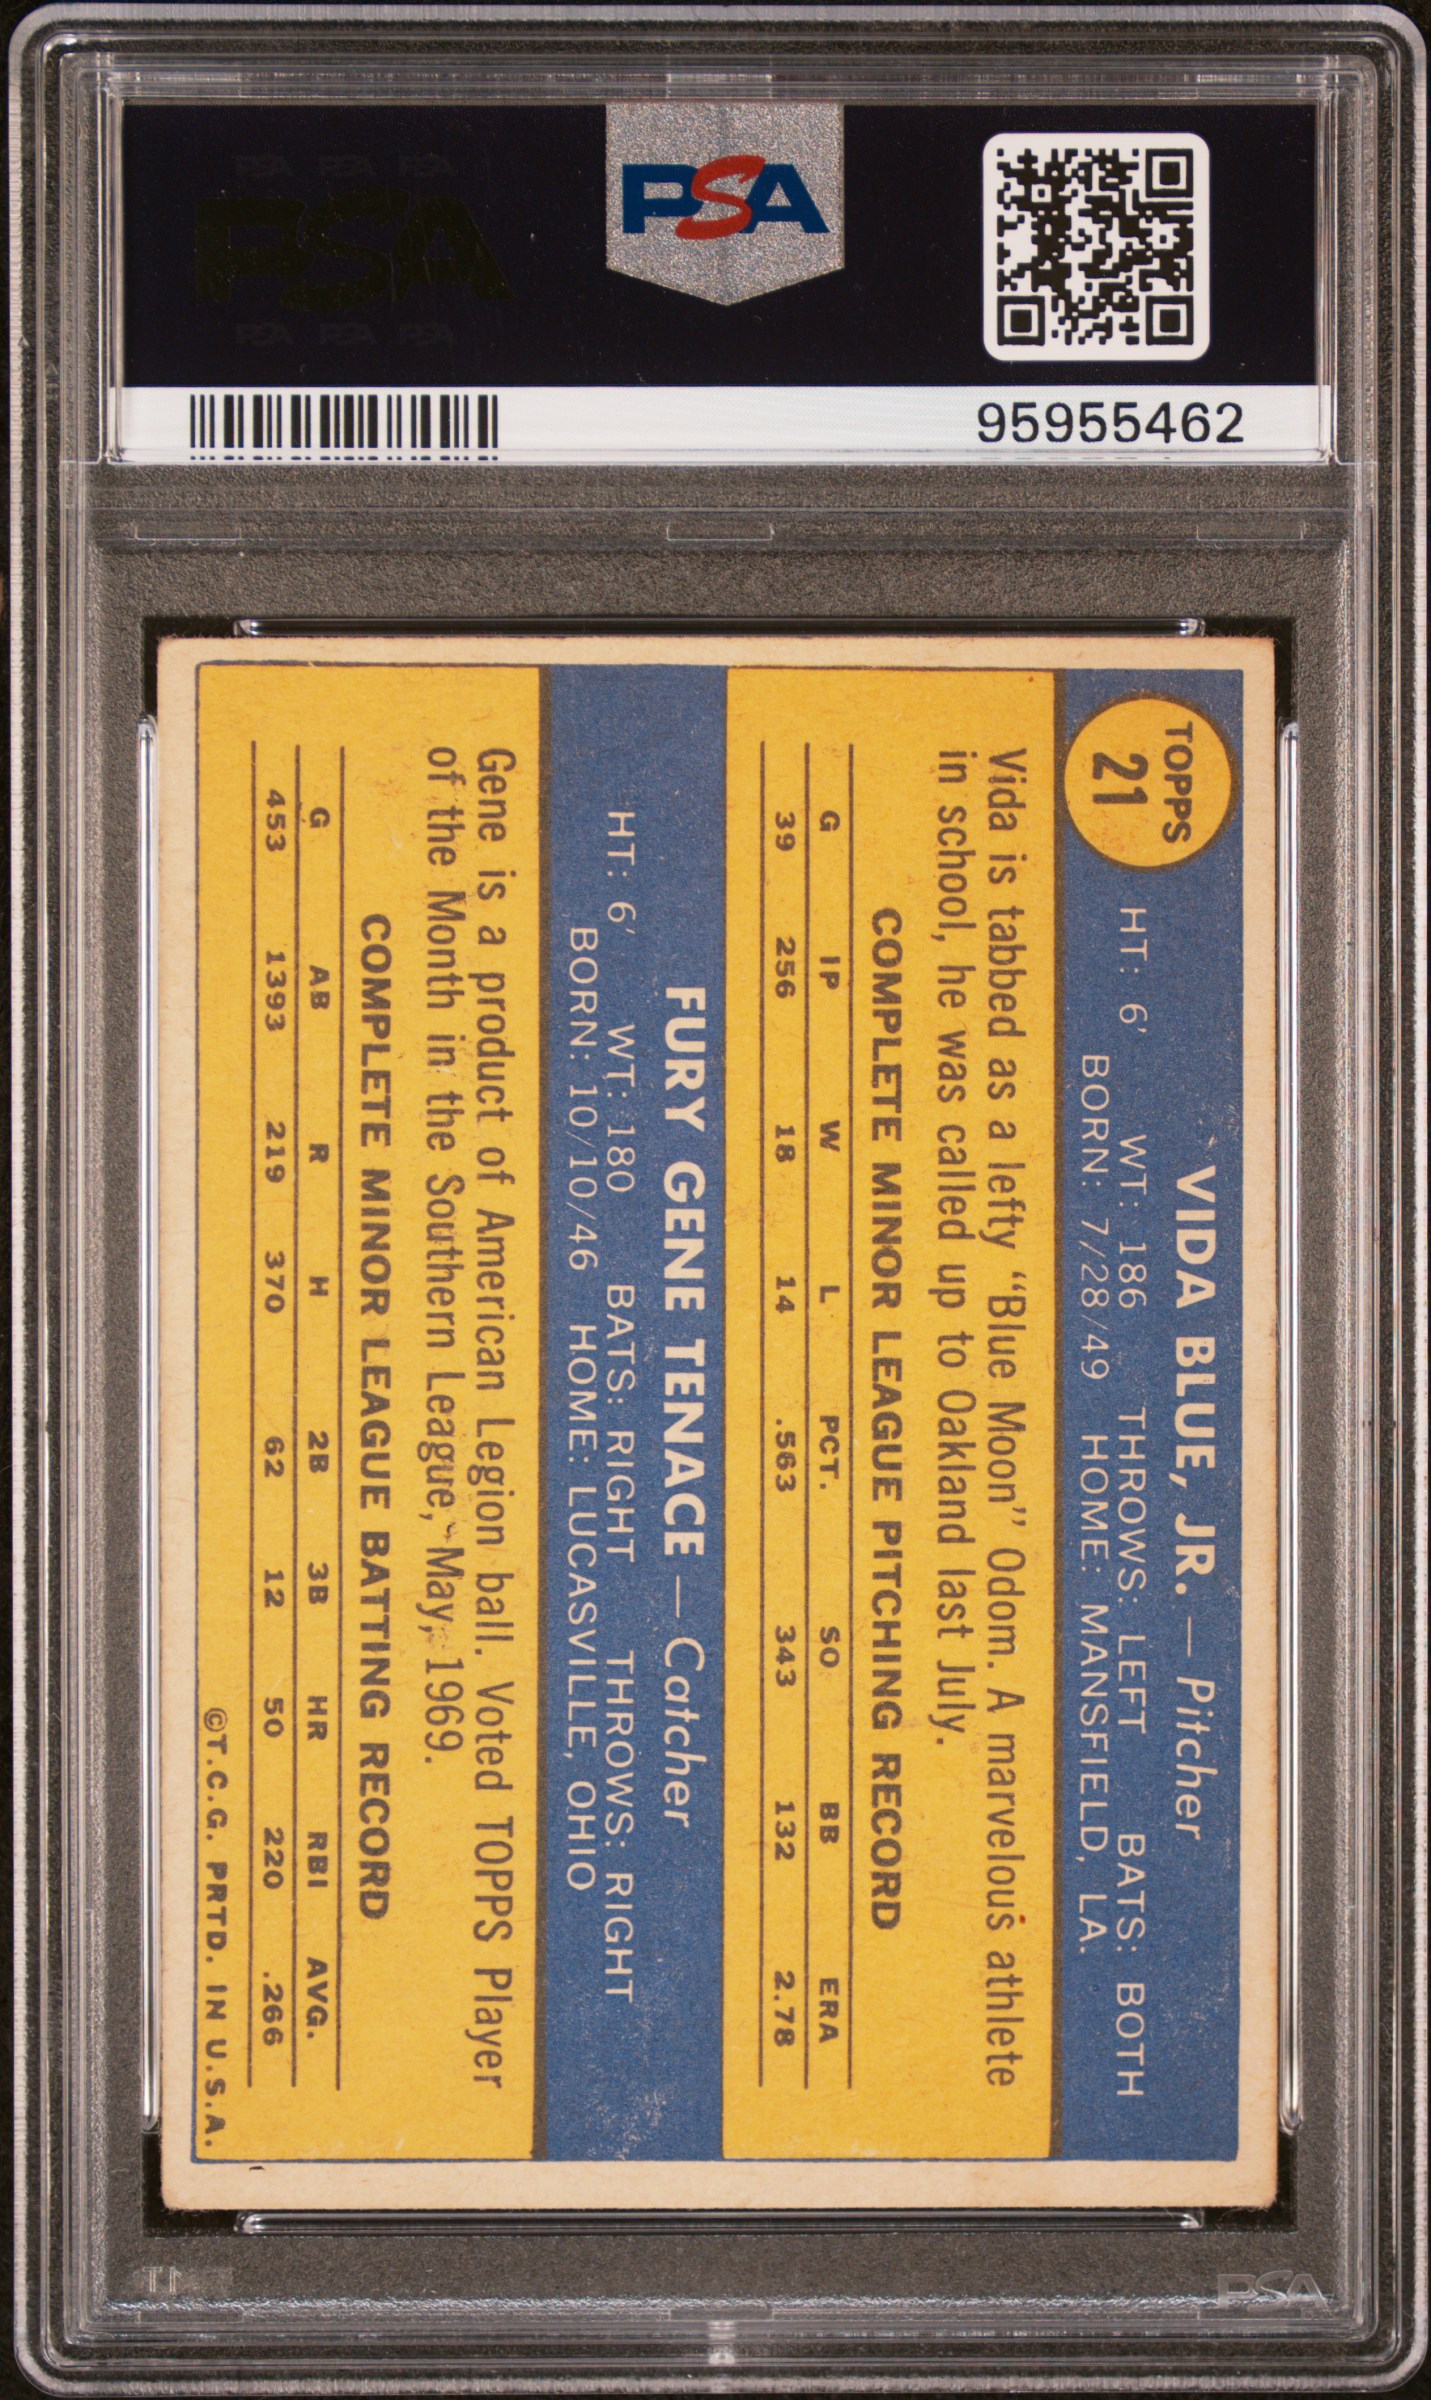 PSA
PSA PSA PSA
PSA
PSA PSA PSA
95955462
TOPPS
21
VIDA BLUE, JR. — Pitcher
HT: 6' WT: 186 THROWS: LEFT BATS: BOTH
BORN: 7/28/49 HOME: MANSFIELD, LA.
Vida is tabbed as a lefty “Blue Moon” Odom. A marvelous athlete
in school, he was called up to Oakland last July.
COMPLETE MINOR LEAGUE PITCHING RECORD
G IP W L PCT. SO BB ERA
39 256 18 14 .563 343 132 2.78
FURY GENE TENACE — Catcher
HT: 6' WT: 180 BATS: RIGHT THROWS: RIGHT
BORN: 10/10/46 HOME: LUCASVILLE, OHIO
Gene is a product of American Legion ball. Voted TOPPS Player
of the Month in the Southern League, May, 1969.
COMPLETE MINOR LEAGUE BATTING RECORD
G AB R H 2B 3B HR RBI AVG.
453 1393 219 370 62 12 50 220 .266
©T.C.G. PRTD. IN U.S.A.
PSA